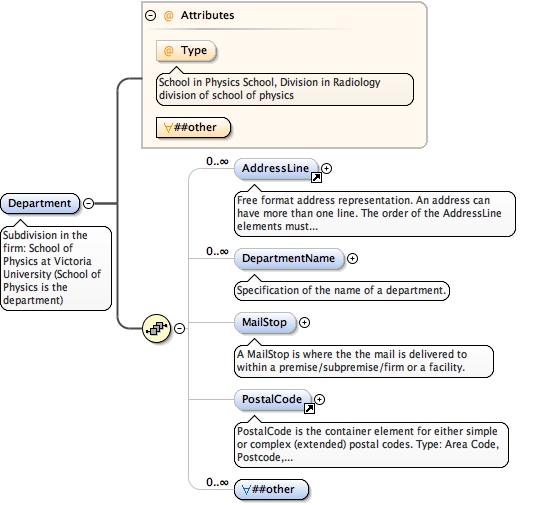 @ Attributes
@ Type
School in Physics School, Division in Radiology
division of school of physics
∀##other
0..∞
AddressLine
Free format address representation. An address can
have more than one line. The order of the AddressLine
elements must...
Department
Subdivision in the
firm: School of
Physics at Victoria
University (School of
Physics is the
department)
0..∞
DepartmentName
Specification of the name of a department.
MailStop
A MailStop is where the the mail is delivered to
within a premise/subpremise/firm or a facility.
PostalCode
PostalCode is the container element for either simple
or complex (extended) postal codes. Type: Area Code,
Postcode,...
0..∞
∀##other